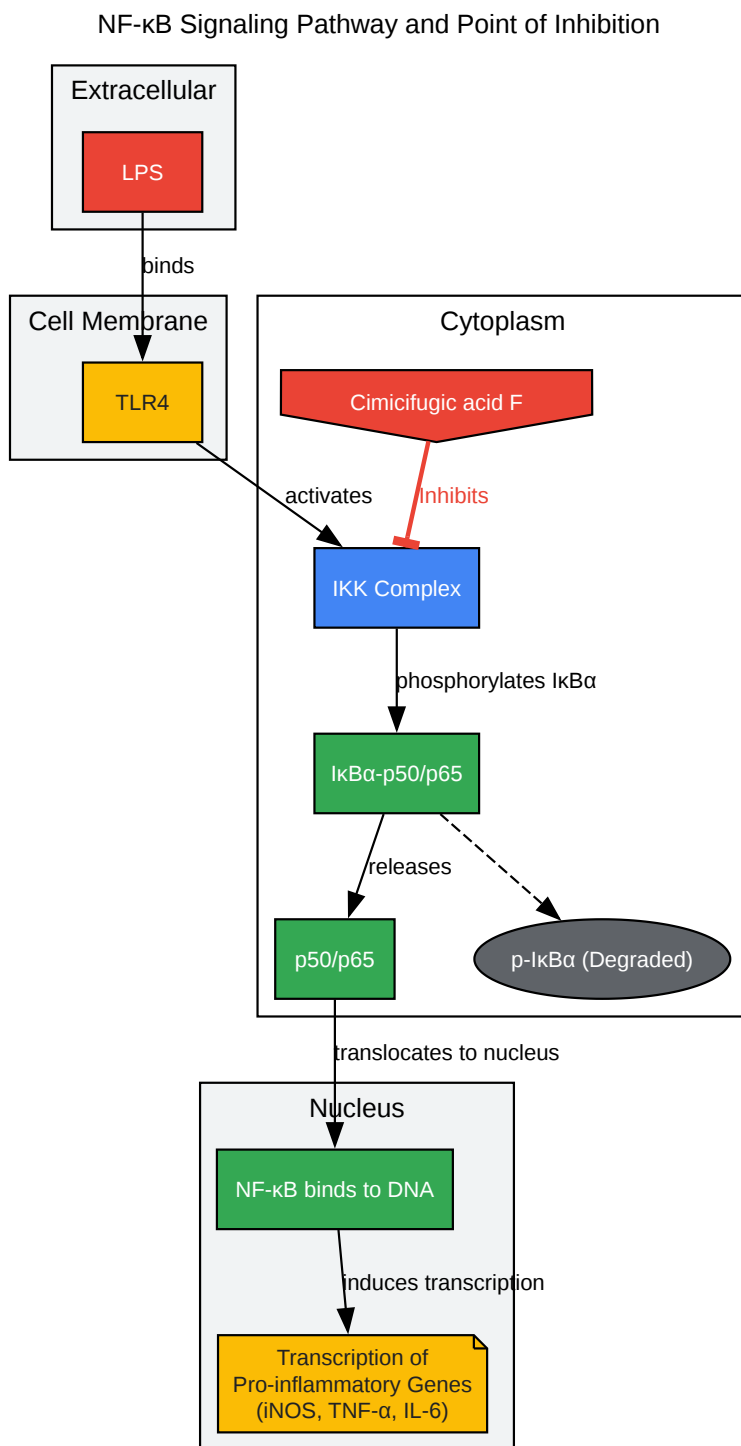 NF-κB Signaling Pathway and Point of Inhibition
Extracellular
LPS
binds
Cell Membrane
TLR4
Cytoplasm
Cimicifugic acid F
activates
Inhibits
IKK Complex
phosphorylates IκBα
IκBα-p50/p65
releases
p50/p65
p-IκBα (Degraded)
translocates to nucleus
Nucleus
NF-κB binds to DNA
induces transcription
Transcription of
Pro-inflammatory Genes
(iNOS, TNF-α, IL-6)